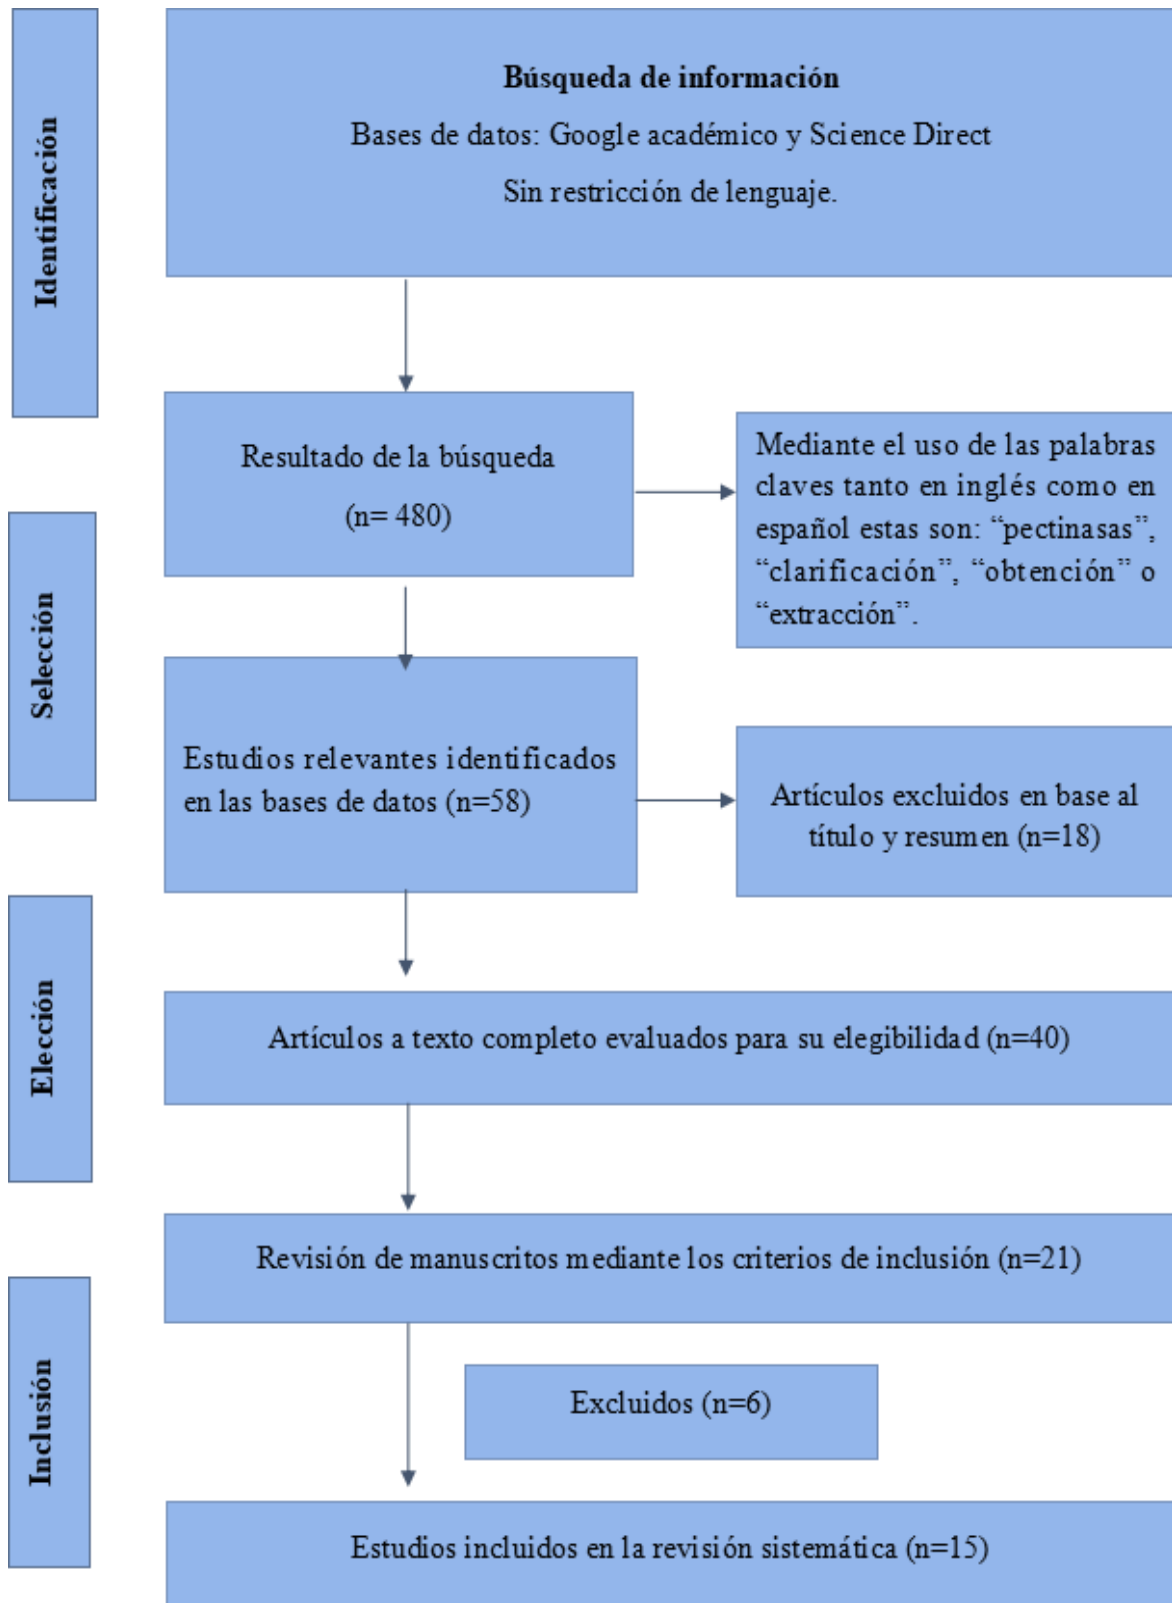 Identificación
Búsqueda de información
Bases de datos: Google académico y Science Direct
Sin restricción de lenguaje.
Selección
Resultado de la búsqueda
(n= 480)
Mediante el uso de las palabras
claves tanto en inglés como en
español estas son: “pectinasas”,
“clarificación”, “obtención” o
“extracción”.
Estudios relevantes identificados
en las bases de datos (n=58)
Artículos excluidos en base al
título y resumen (n=18)
Elección
Artículos a texto completo evaluados para su elegibilidad (n=40)
Revisión de manuscritos mediante los criterios de inclusión (n=21)
Inclusión
Excluidos (n=6)
Estudios incluidos en la revisión sistemática (n=15)